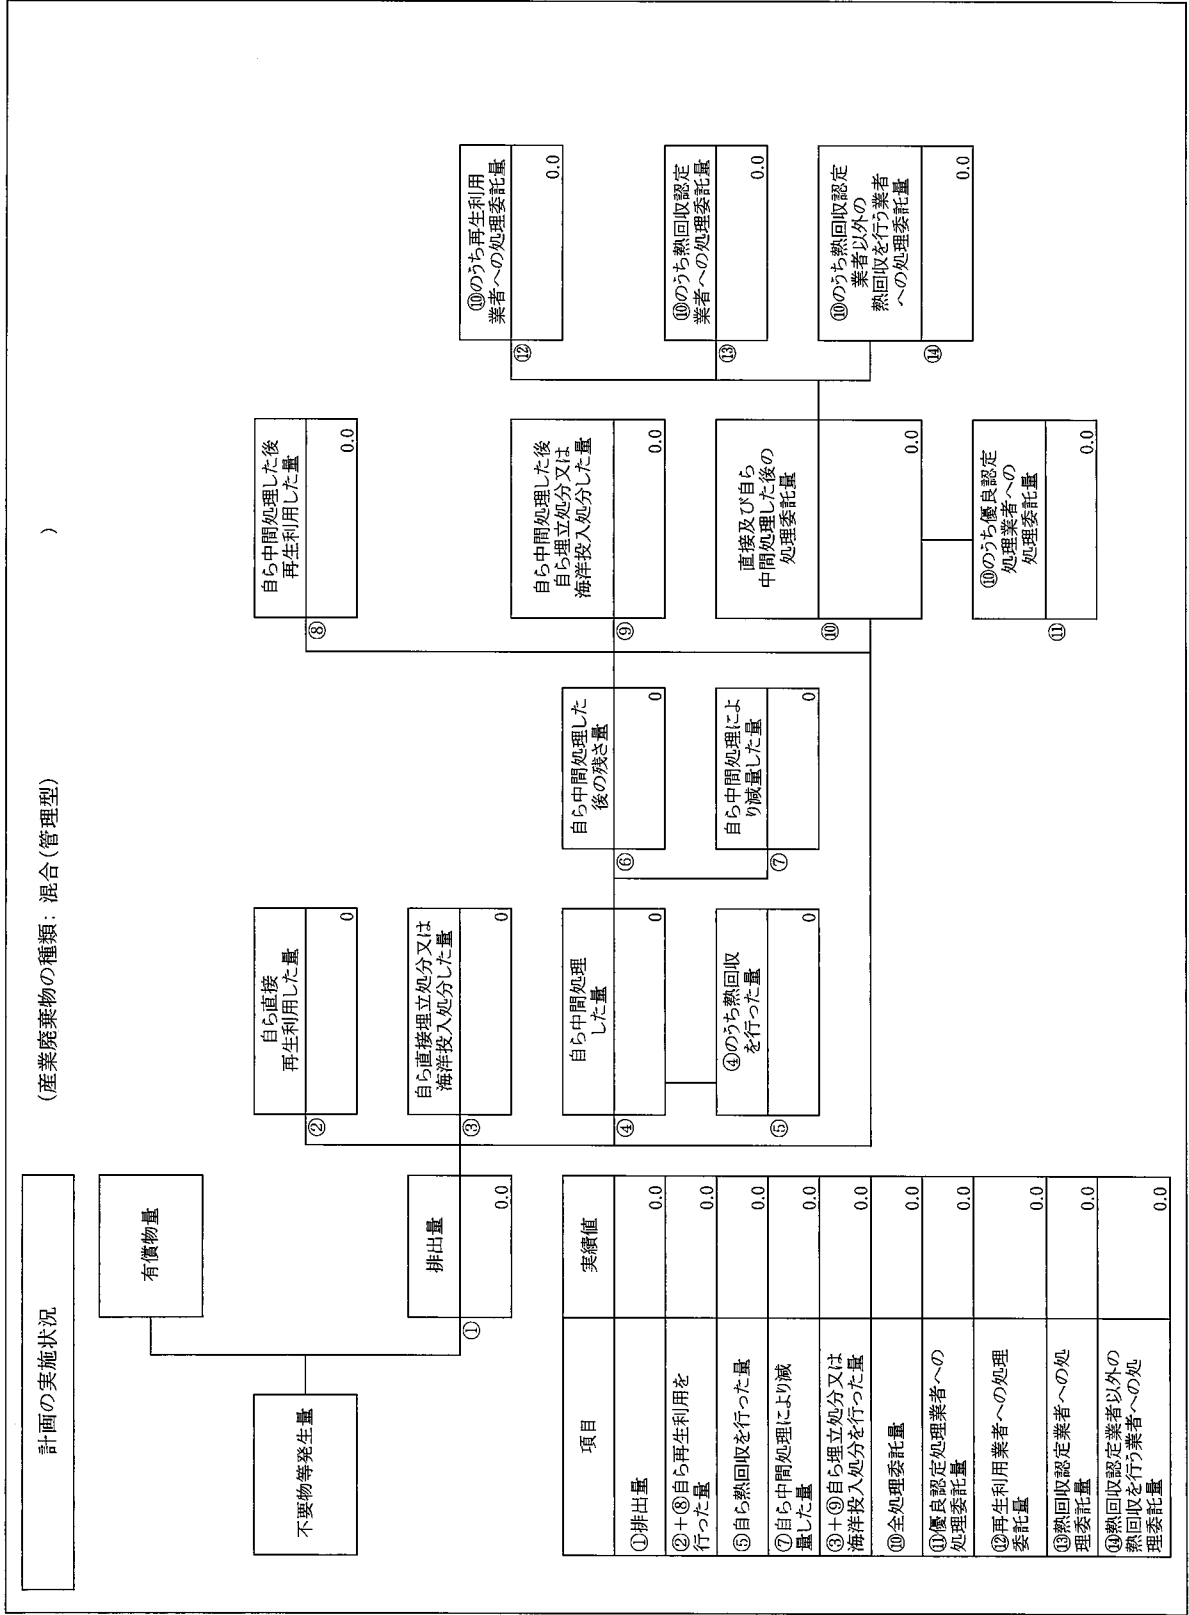 計画の実施状況
(産業廃棄物の種類: 混合(管理型)                    )
不要物等発生量
有償物量
①
排出量
0.0
②
自ら直接
再生利用した量
0
③
自ら直接埋立処分又は
海洋投入処分した量
0
④
自ら中間処理
した量
0
⑤
④のうち熱回収
を行った量
0
⑥
自ら中間処理した
後の残さ量
0
⑦
自ら中間処理によ
り減量した量
0
⑧
自ら中間処理した後
再生利用した量
0.0
⑨
自ら中間処理した後
自ら埋立処分又は
海洋投入処分した量
0.0
⑩
直接及び自ら
中間処理した後の
処理委託量
0.0
⑪
⑩のうち優良認定
処理業者への
処理委託量
0.0
⑫
⑩のうち再生利用
業者への処理委託量
0.0
⑬
⑩のうち熱回収認定
業者への処理委託量
0.0
⑭
⑩のうち熱回収認定
業者以外の
熱回収を行う業者
への処理委託量
0.0
項目 実績値
①排出量 0.0
②+⑧自ら再生利用を
行った量 0.0
⑤自ら熱回収を行った量 0.0
⑦自ら中間処理により減
量した量 0.0
③+⑨自ら埋立処分又は
海洋投入処分を行った量 0.0
⑩全処理委託量 0.0
⑪優良認定処理業者への
処理委託量 0.0
⑫再生利用業者への処理
委託量 0.0
⑬熱回収認定業者への処
理委託量 0.0
⑭熱回収認定業者以外の
熱回収を行う業者への処
理委託量 0.0